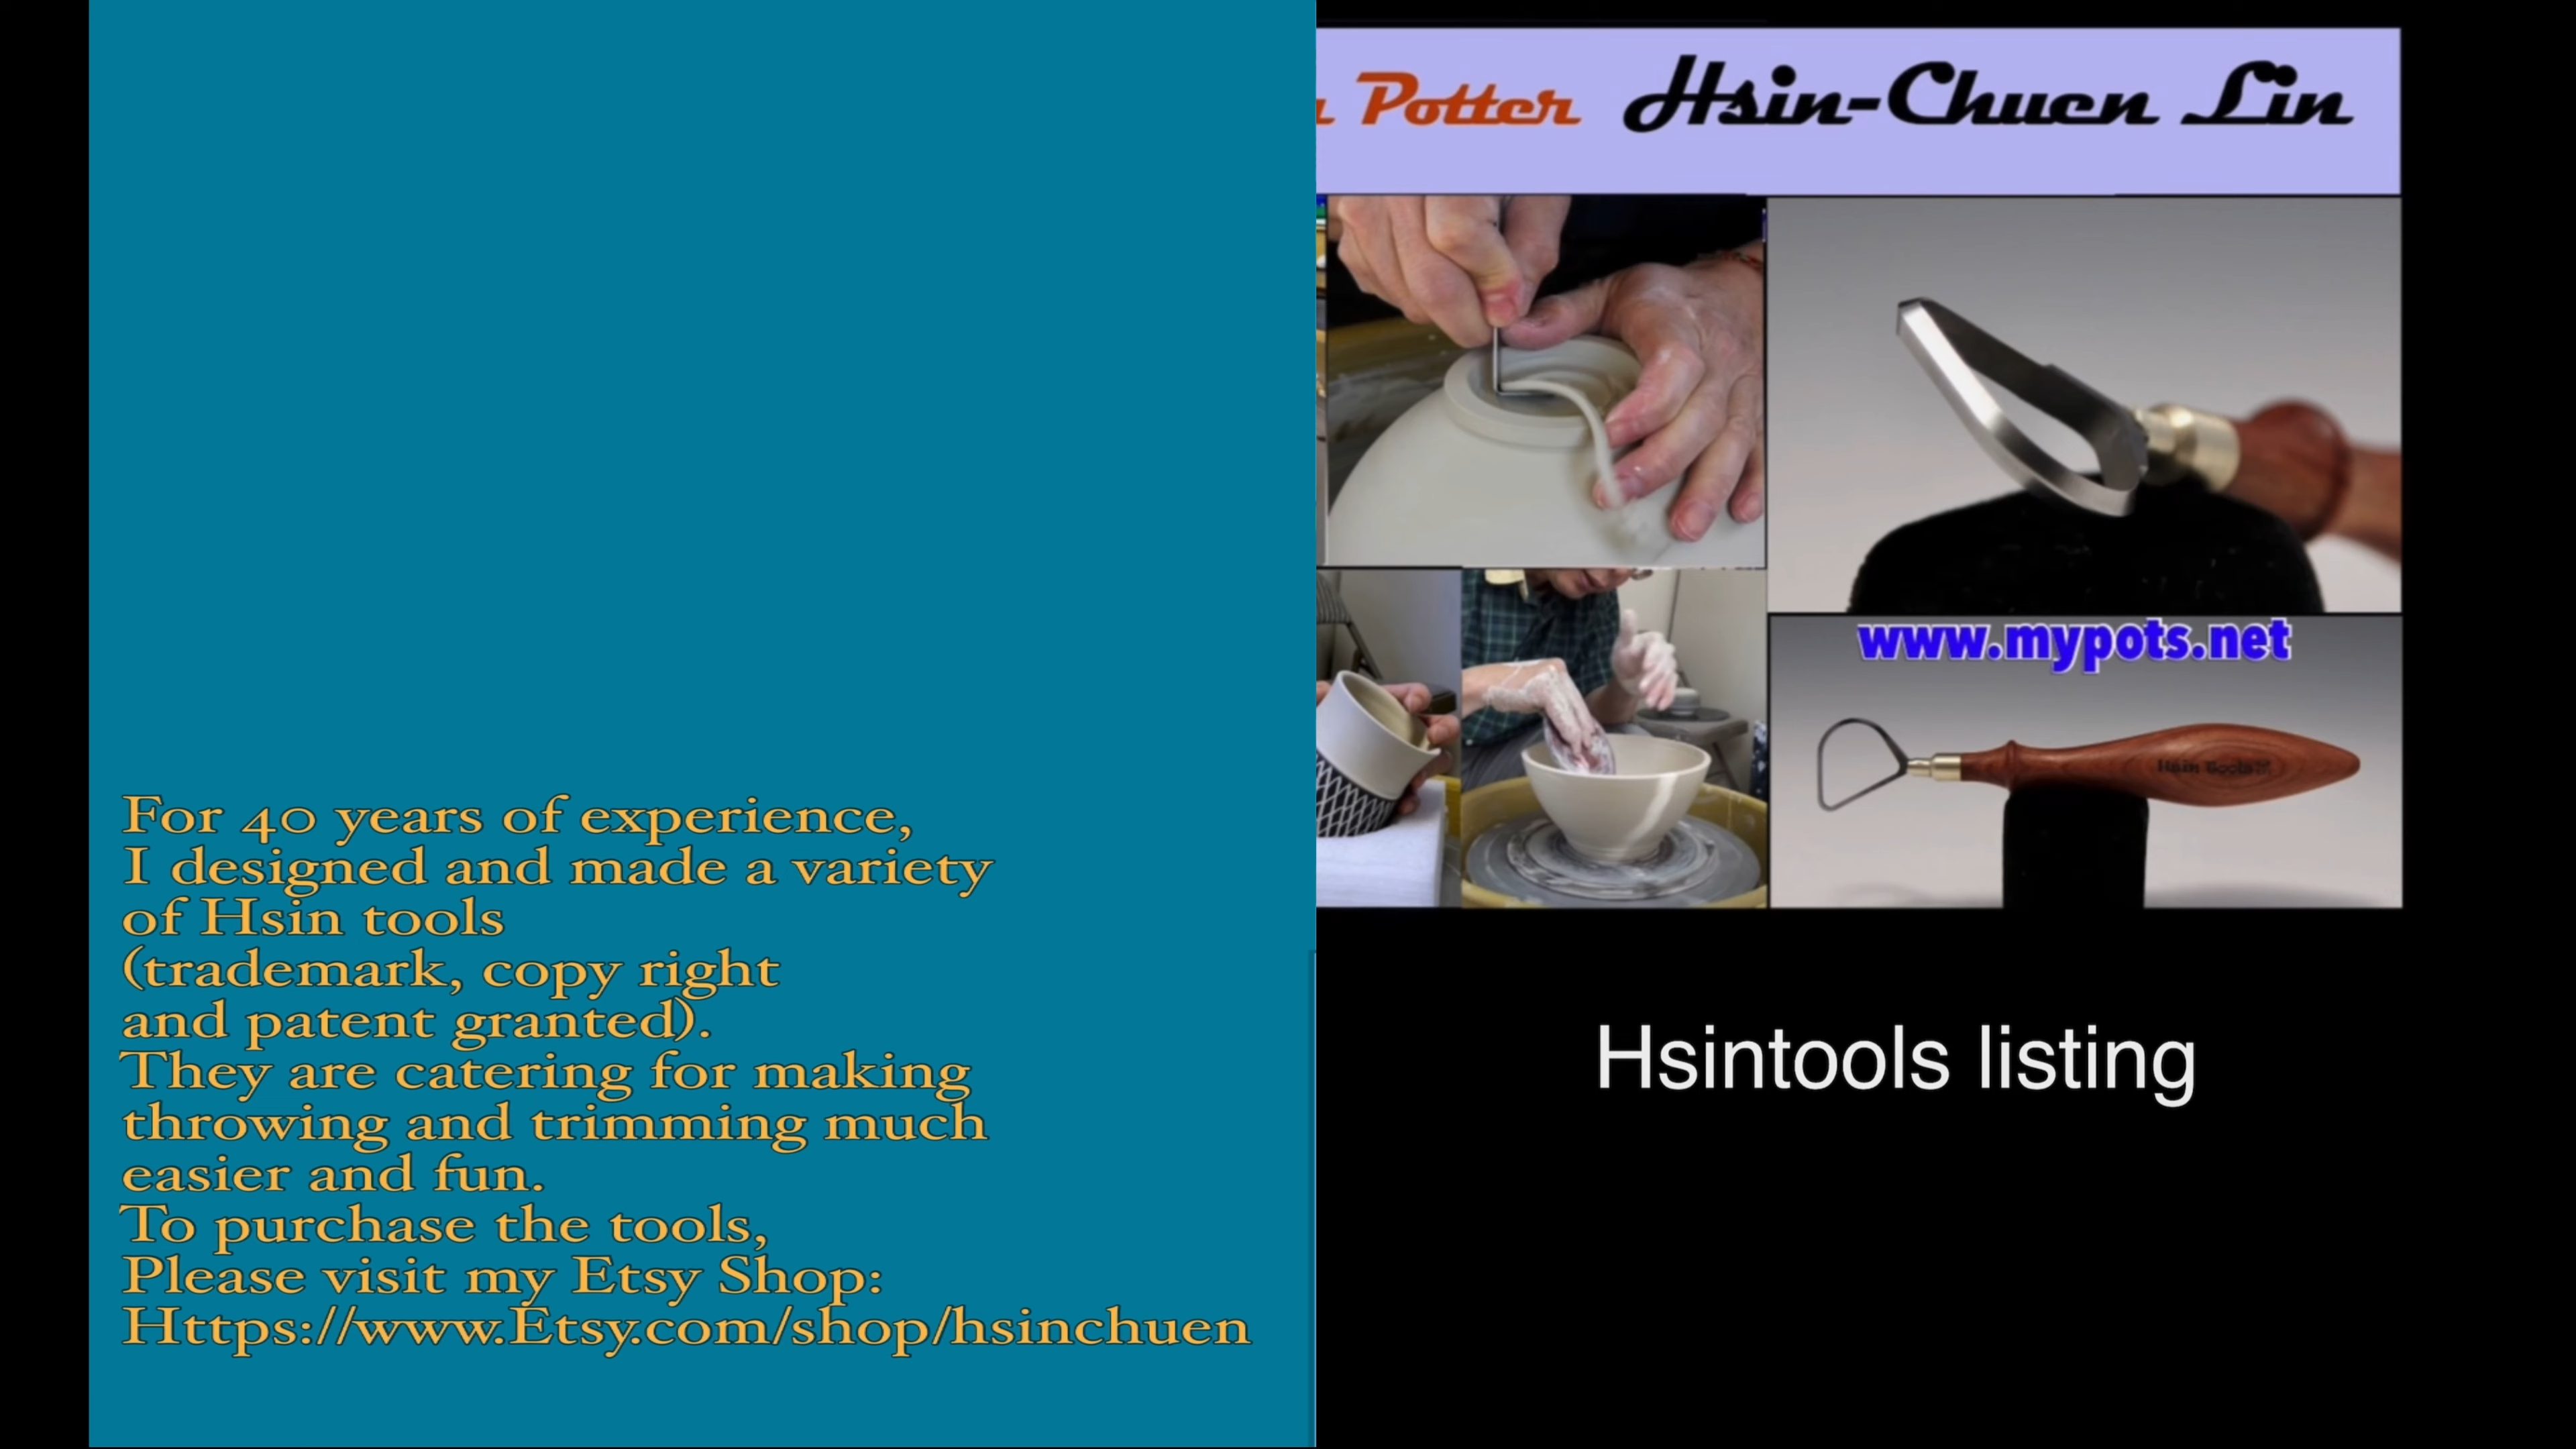 For 40 years of experience,
I designed and made a variety
of Hsin tools
(trademark, copy right
and patent granted).
They are catering for making
throwing and trimming much
easier and fun.
To purchase the tools,
Please visit my Etsy Shop:
Https://www.Etsy.com/shop/hsinchuen
Potter Hsin-Chuen Lin
www.mypots.net
Hsin Tools
Hsintools listing